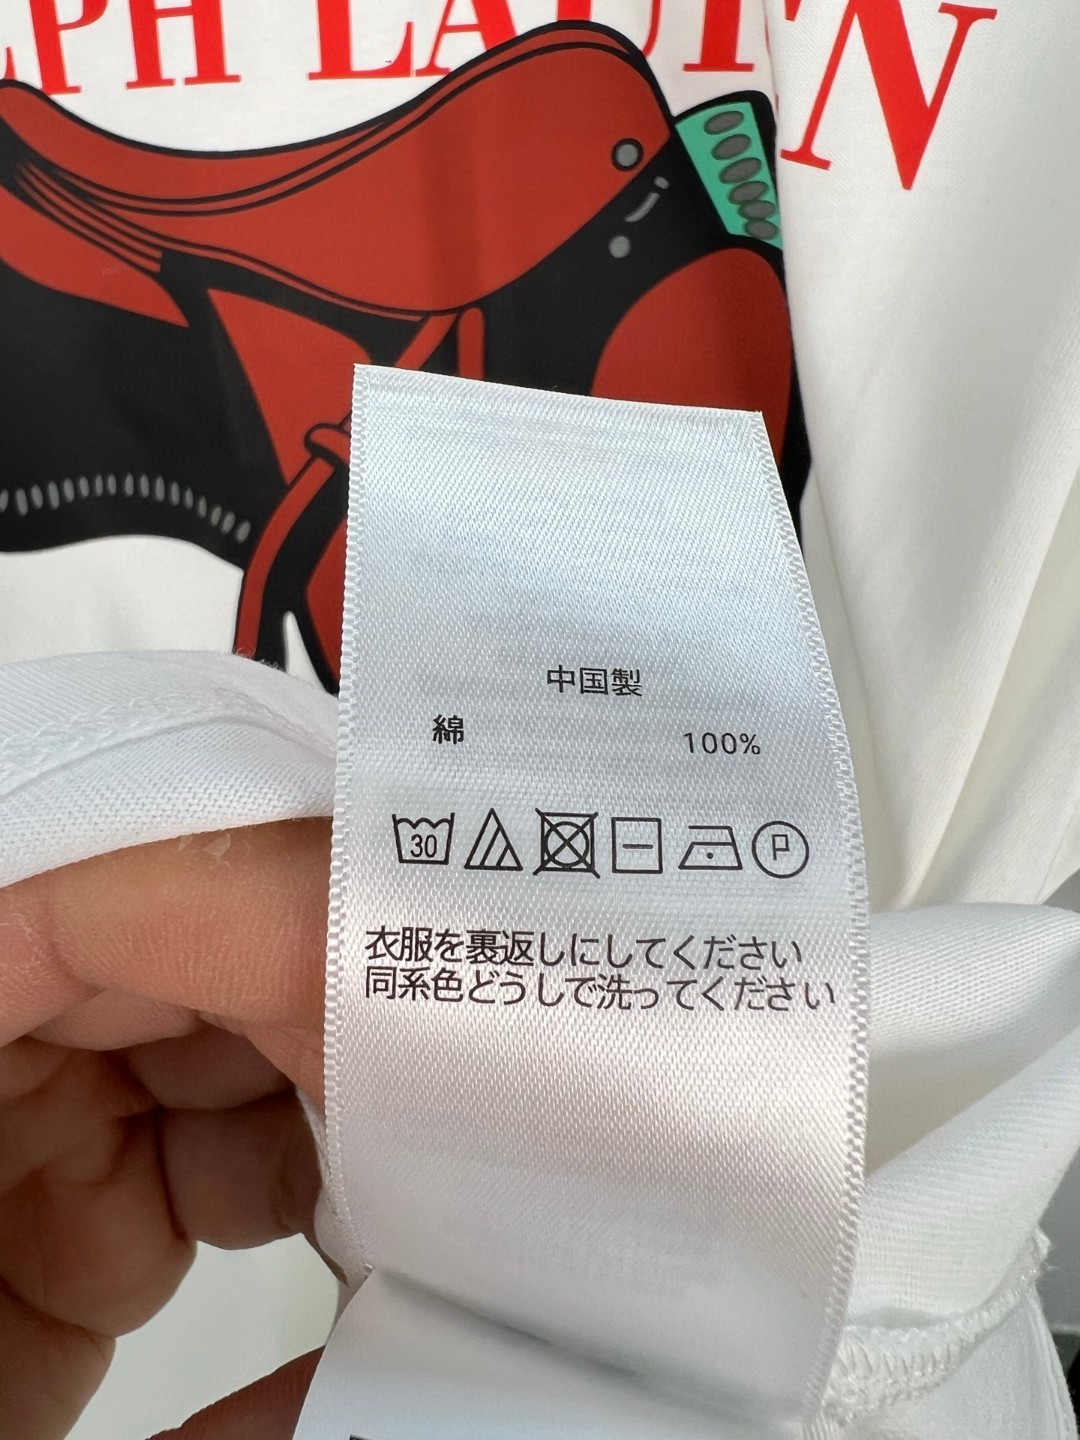 LPH LAUREN
中国製
綿 100%
30 P
衣服を裏返しにしてください
同系色どうしで洗ってください